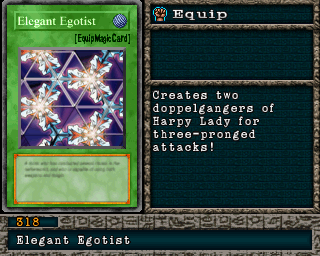 Elegant Egotist
[EquipMagicCard]
Equip
Creates two
doppelgangers of
Harpy Lady for
three-pronged
attacks!
318
Elegant Egotist